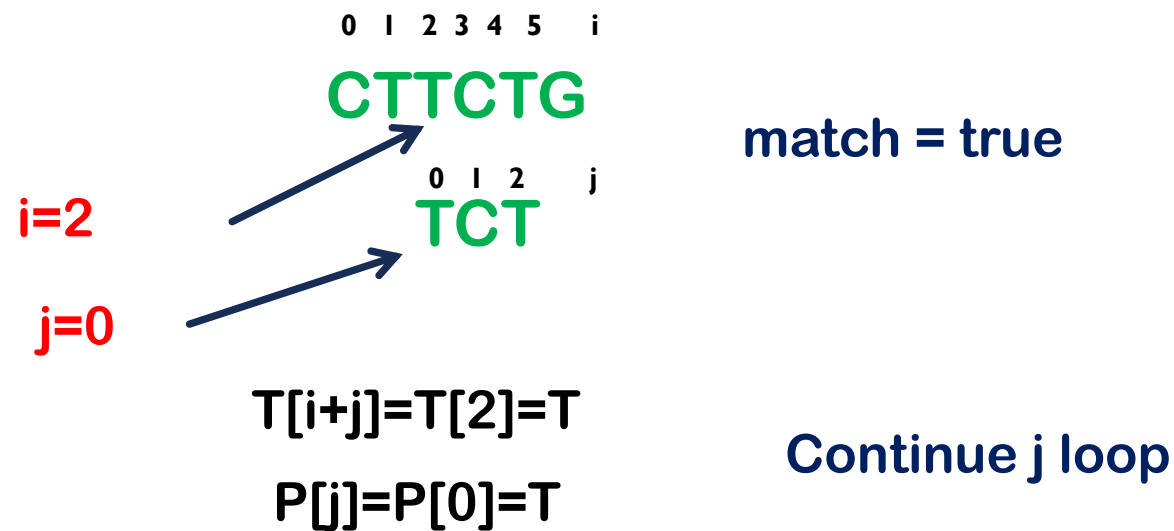 0 1 2 3 4 5 i
CTTCTG
match = true
0 1 2 j
TCT
i=2
j=0
T[i+j]=T[2]=T
Continue j loop
P[j]=P[0]=T